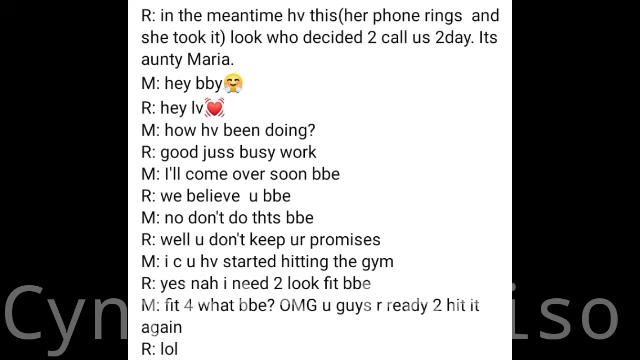 R: in the meantime hv this(her phone rings  and
she took it) look who decided 2 call us 2day. Its
aunty Maria.
M: hey bby🤗
R: hey lv💓
M: how hv been doing?
R: good juss busy work
M: I'll come over soon bbe
R: we believe  u bbe
M: no don't do thts bbe
R: well u don't keep ur promises
M: i c u hv started hitting the gym
R: yes nah i need 2 look fit bbe
M: fit 4 what bbe? OMG u guys r ready 2 hit it
again
R: lol